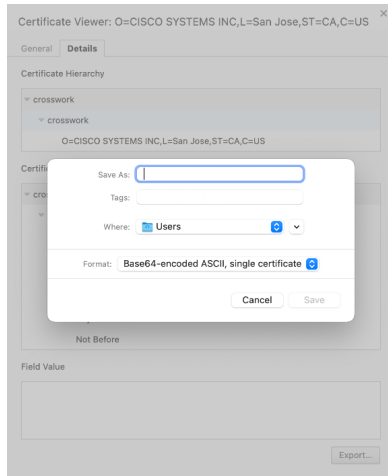 Certificate Viewer: O=CISCO SYSTEMS INC,L=San Jose,ST=CA,C=US
General Details
Certificate Hierarchy
crosswork
crosswork
O=CISCO SYSTEMS INC,L=San Jose,ST=CA,C=US
Save As:
Tags:
Where: Users
Format: Base64-encoded ASCII, single certificate
Cancel Save
Not Before
Field Value
Export...